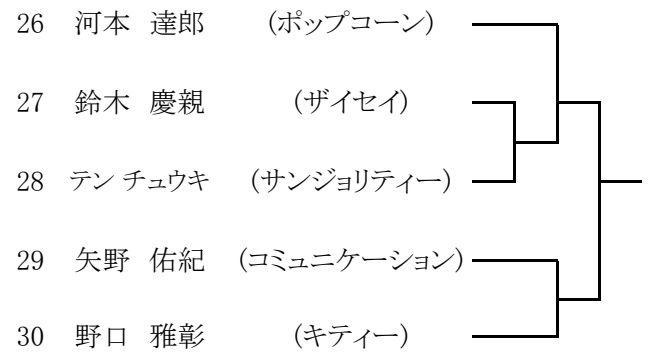 26 河本 達郎 (ポップコーン)
27 鈴木 慶親 (ザイセイ)
28 テン チュウキ (サンジョリティー)
29 矢野 佑紀 (コミュニケーション)
30 野口 雅彰 (キティー)